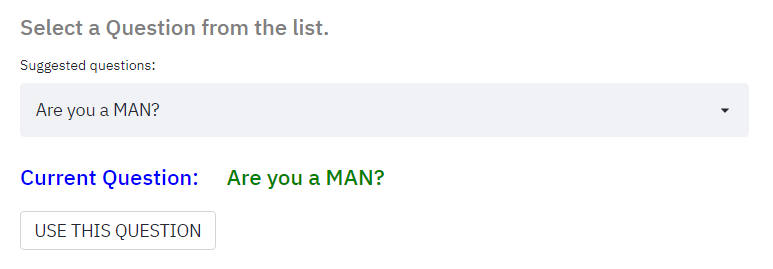 Select a Question from the list.
Suggested questions:
Are you a MAN?
Current Question: Are you a MAN?
USE THIS QUESTION